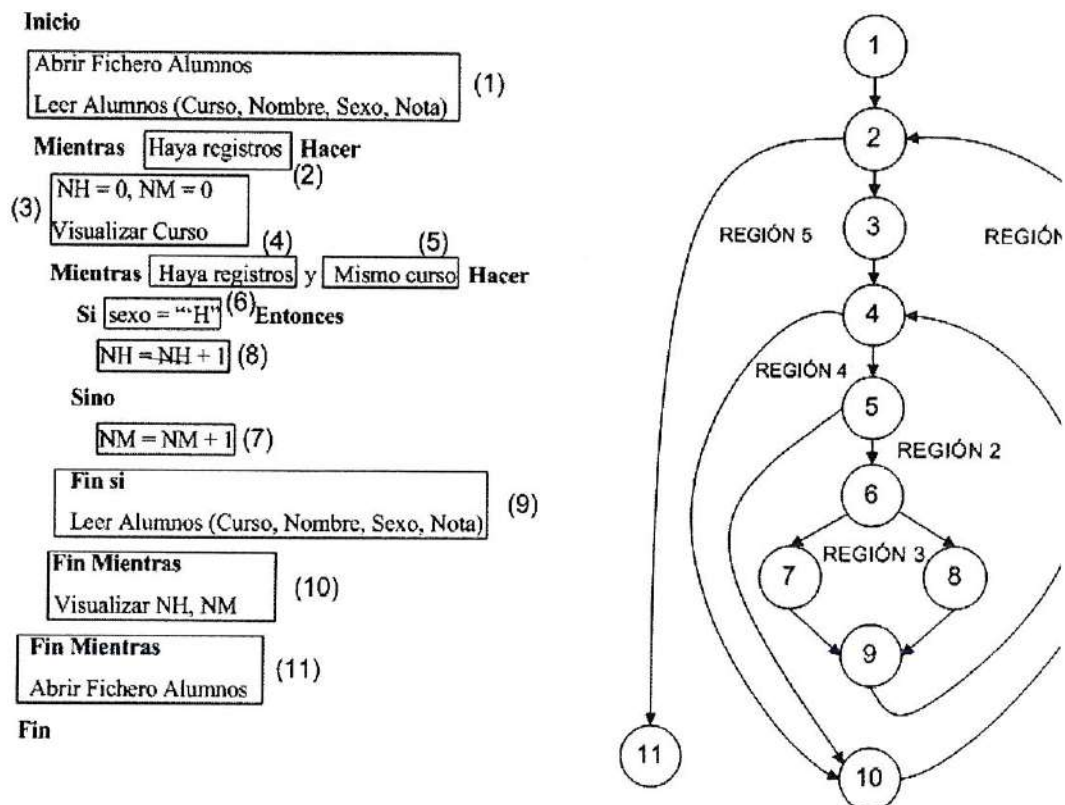 Inicio
Abrir Fichero Alumnos
Leer Alumnos (Curso, Nombre, Sexo, Nota)
(1)
Mientras Haya registros Hacer
(2)
(3)
NH = 0, NM = 0
Visualizar Curso
(4)
(5)
Mientras Haya registros y Mismo curso Hacer
Si sexo = "“H" (6) Entonces
NH = NH + 1 (8)
Sino
NM = NM + 1 (7)
Fin si
Leer Alumnos (Curso, Nombre, Sexo, Nota)
(9)
Fin Mientras
Visualizar NH, NM
(10)
Fin Mientras
Abrir Fichero Alumnos
(11)
Fin
1
2
REGIÓN 5
3
REGIÓN
4
REGIÓN 4
5
REGIÓN 2
6
REGIÓN 3
7
8
9
11
10